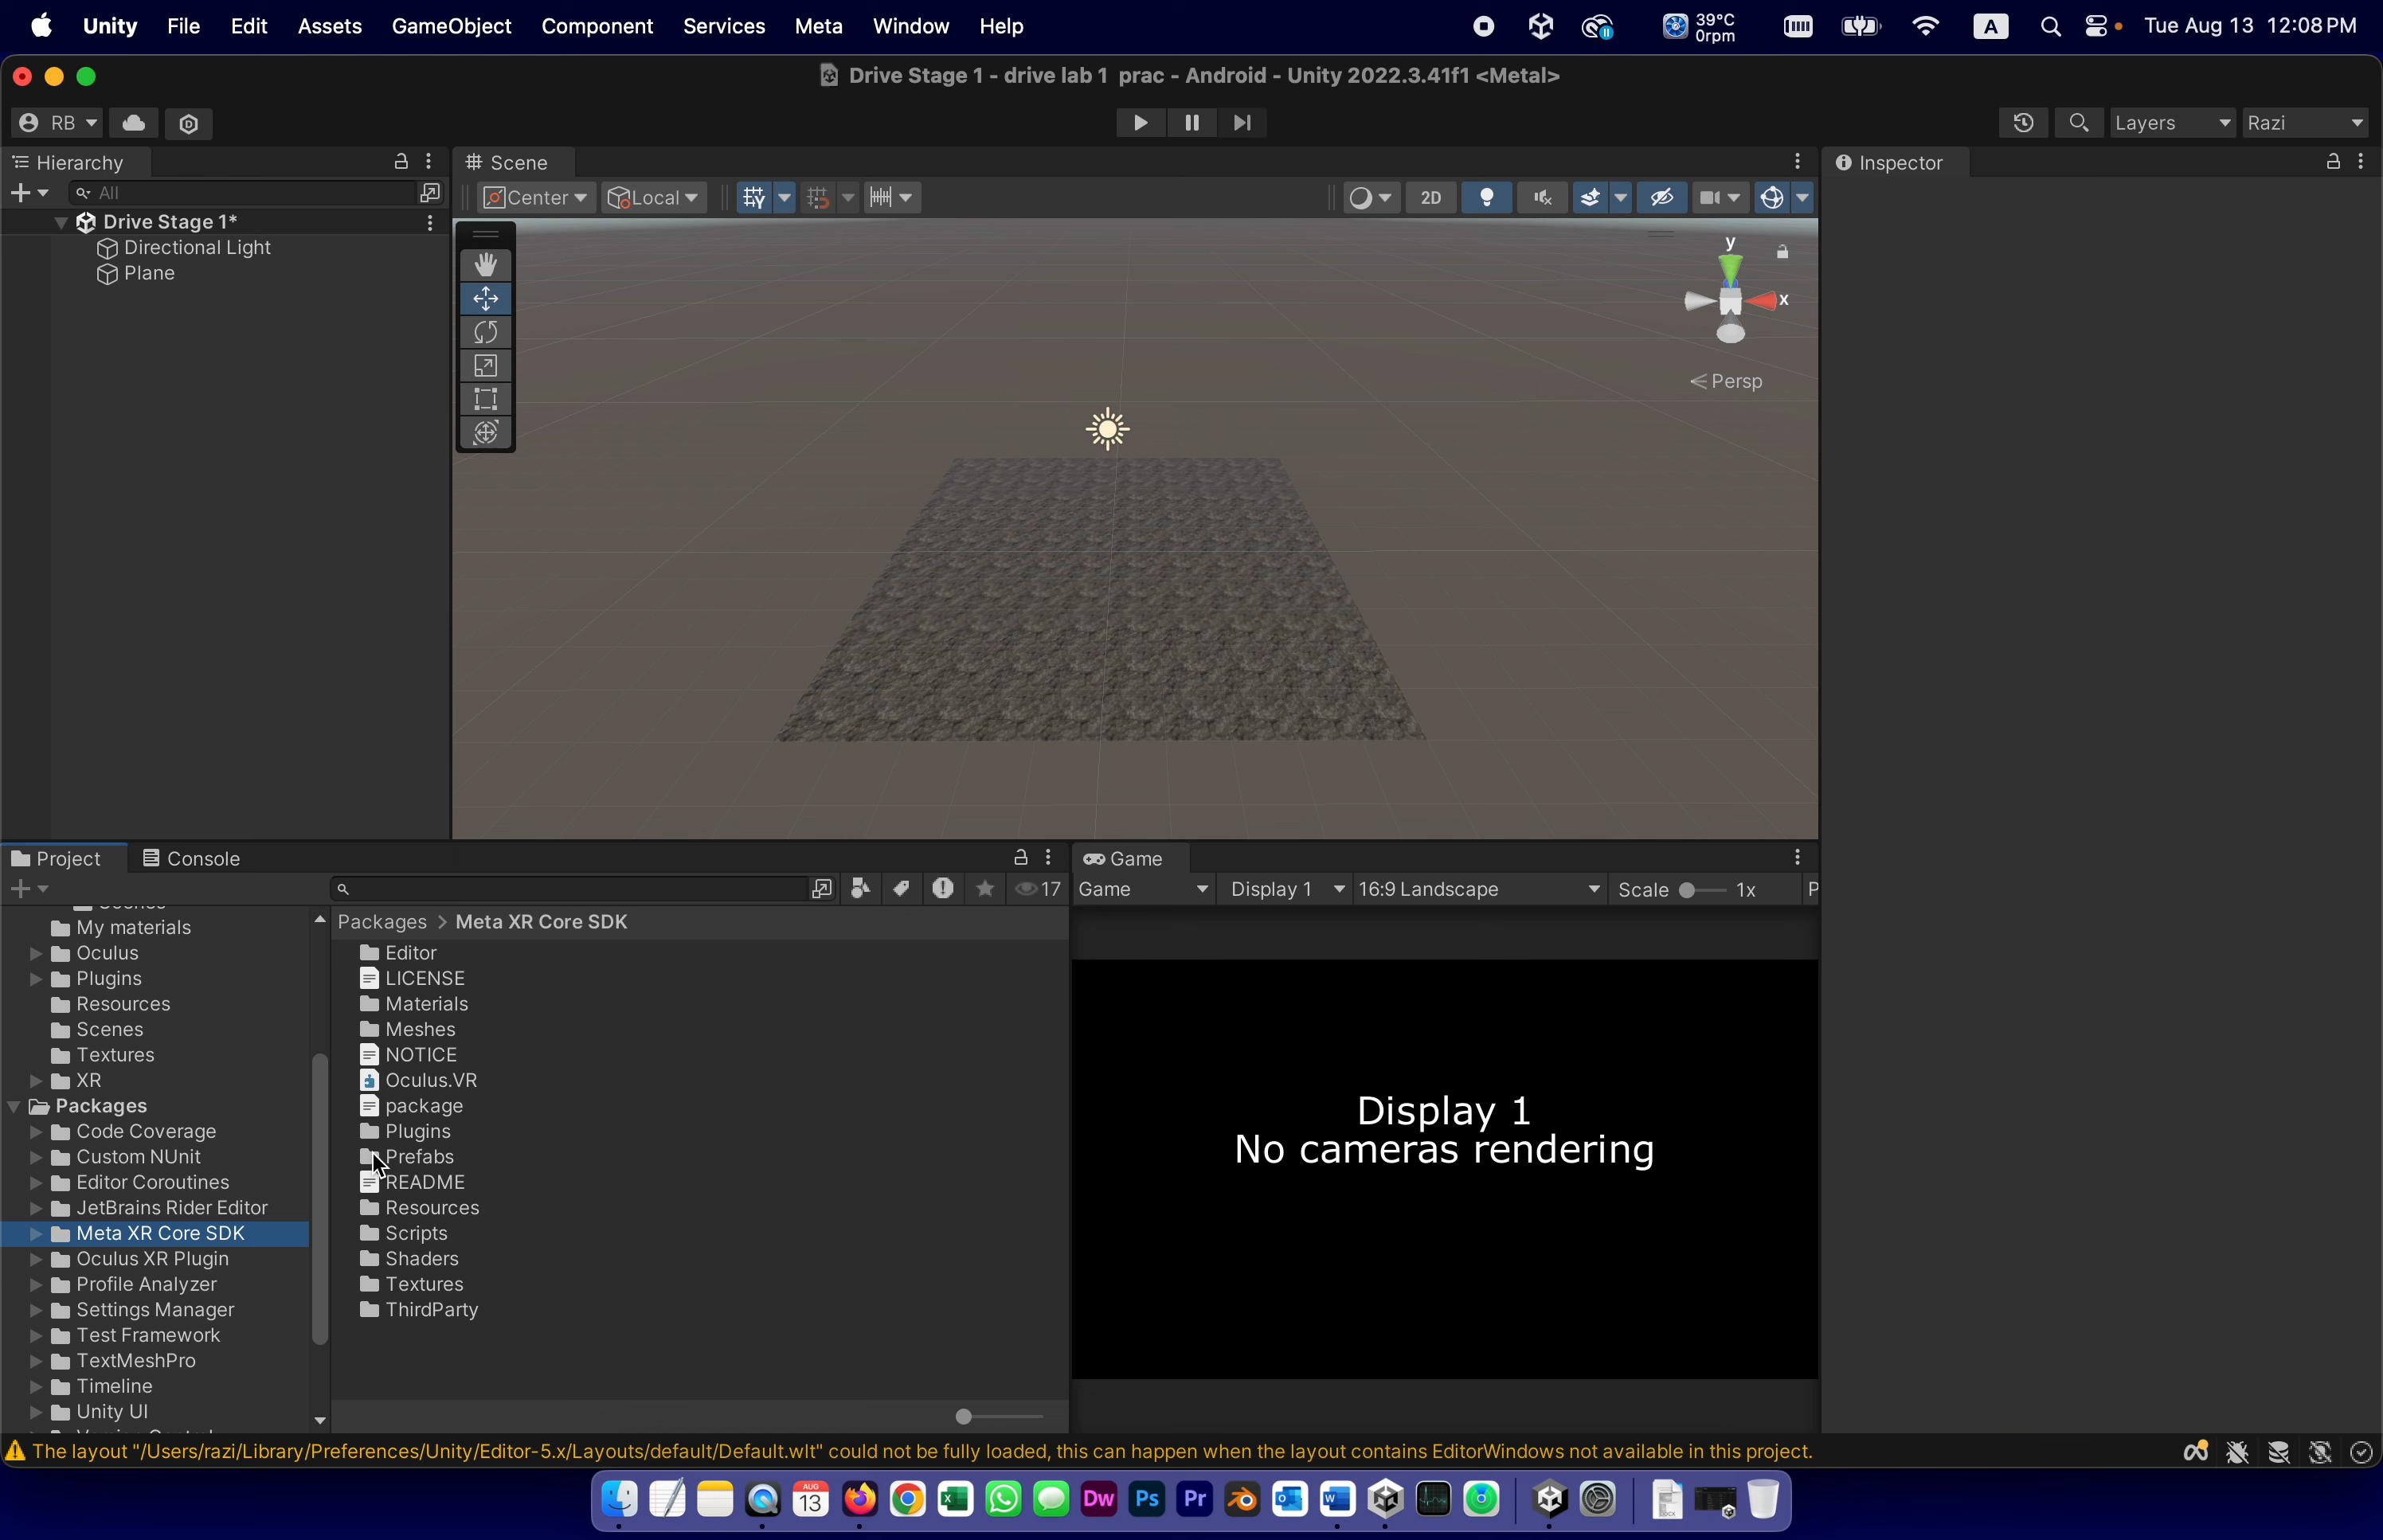 Unity File Edit Assets GameObject Component Services Meta Window Help 39°C 0rpm A Tue Aug 13 12:08 PM
Drive Stage 1 - drive lab 1 prac - Android - Unity 2022.3.41f1 <Metal>
RB Layers Razi
Hierarchy
All
Drive Stage 1*
Directional Light
Plane
Scene
Center Local 2D
y
x
Persp
Inspector
Project Console
17
My materials
Oculus
Plugins
Resources
Scenes
Textures
XR
Packages
Code Coverage
Custom NUnit
Editor Coroutines
JetBrains Rider Editor
Meta XR Core SDK
Oculus XR Plugin
Profile Analyzer
Settings Manager
Test Framework
TextMeshPro
Timeline
Unity UI
Packages > Meta XR Core SDK
Editor
LICENSE
Materials
Meshes
NOTICE
Oculus.VR
package
Plugins
Prefabs
README
Resources
Scripts
Shaders
Textures
ThirdParty
Game
Game Display 1 16:9 Landscape Scale 1x
Display 1
No cameras rendering
The layout "/Users/razi/Library/Preferences/Unity/Editor-5.x/Layouts/default/Default.wlt" could not be fully loaded, this can happen when the layout contains EditorWindows not available in this project.
AUG
13
Dw Ps Pr
DOCX